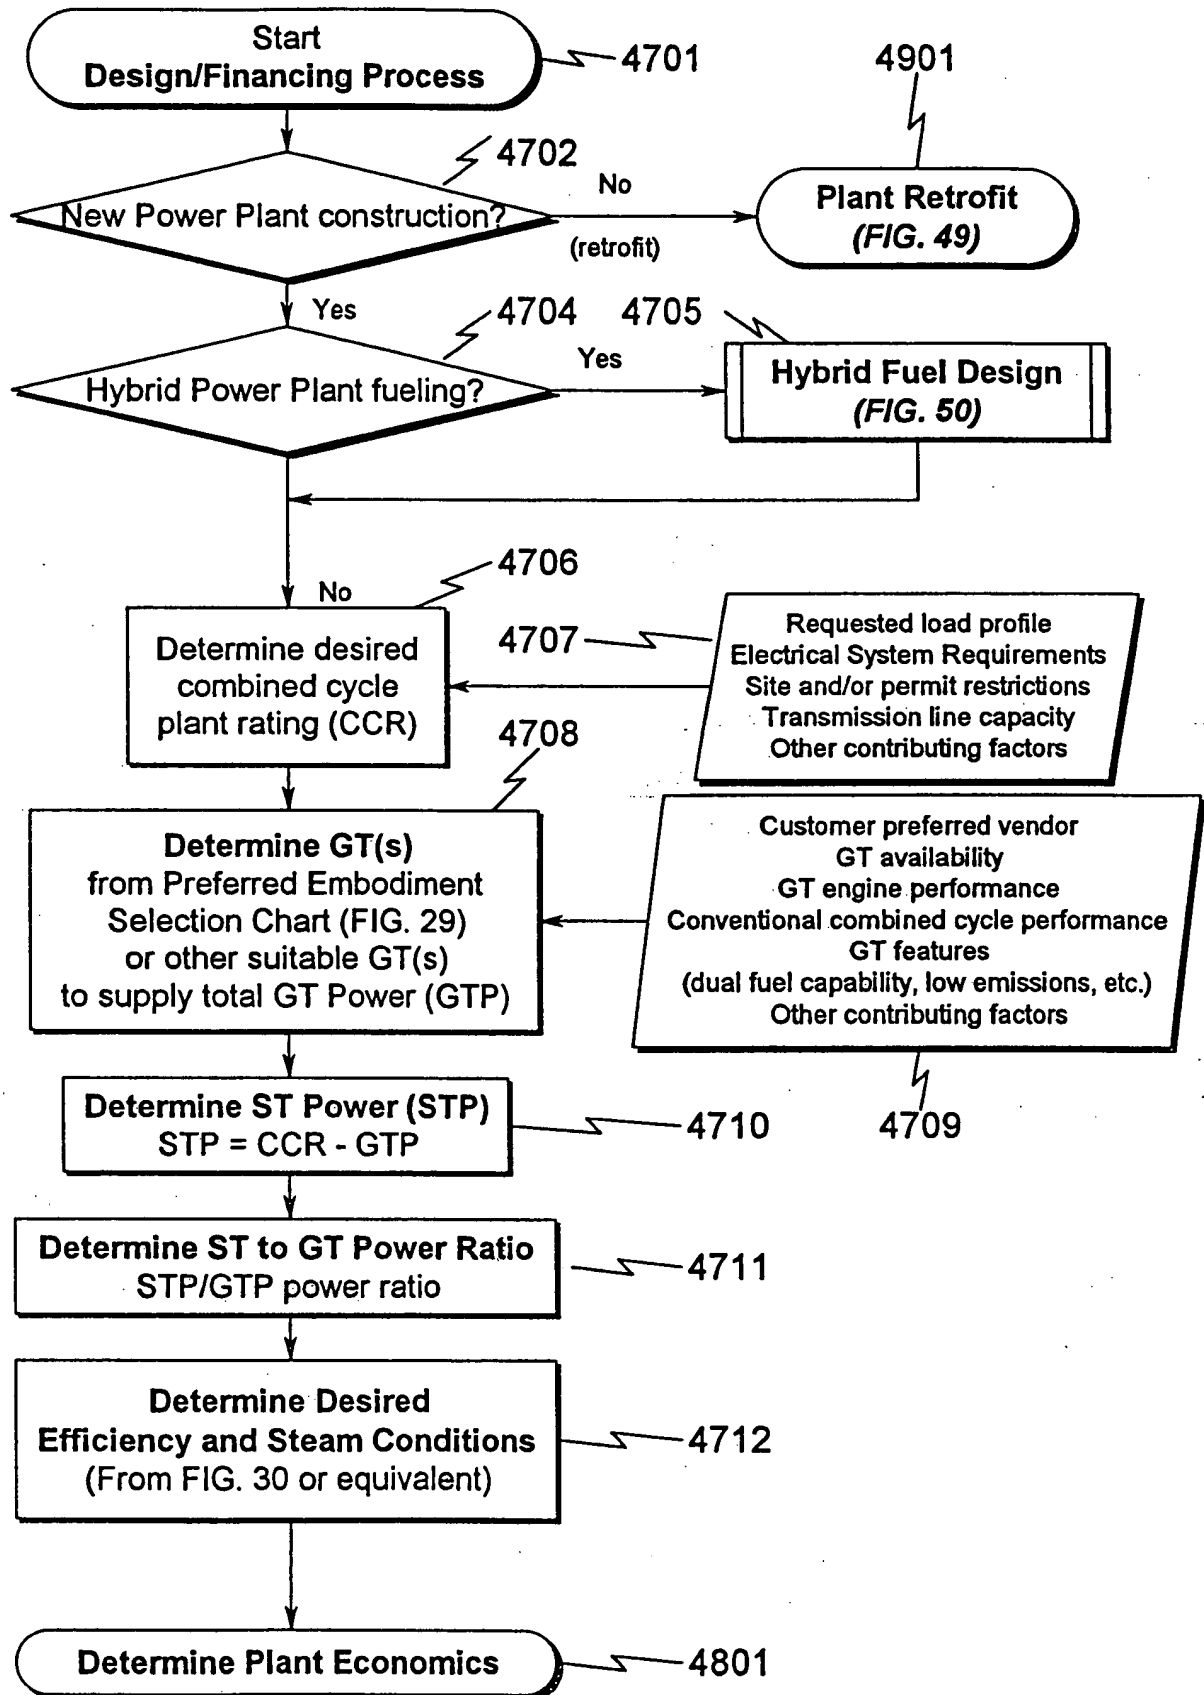 Start
Design/Financing Process
4701
4901
4702
New Power Plant construction?
No
(retrofit)
Plant Retrofit
(FIG. 49)
Yes
4704
4705
Hybrid Power Plant fueling?
Yes
Hybrid Fuel Design
(FIG. 50)
No
4706
Determine desired
combined cycle
plant rating (CCR)
4707
Requested load profile
Electrical System Requirements
Site and/or permit restrictions
Transmission line capacity
Other contributing factors
4708
Determine GT(s)
from Preferred Embodiment
Selection Chart (FIG. 29)
or other suitable GT(s)
to supply total GT Power (GTP)
Customer preferred vendor
GT availability
GT engine performance
Conventional combined cycle performance
GT features
(dual fuel capability, low emissions, etc.)
Other contributing factors
4709
Determine ST Power (STP)
STP = CCR - GTP
4710
Determine ST to GT Power Ratio
STP/GTP power ratio
4711
Determine Desired
Efficiency and Steam Conditions
(From FIG. 30 or equivalent)
4712
Determine Plant Economics
4801